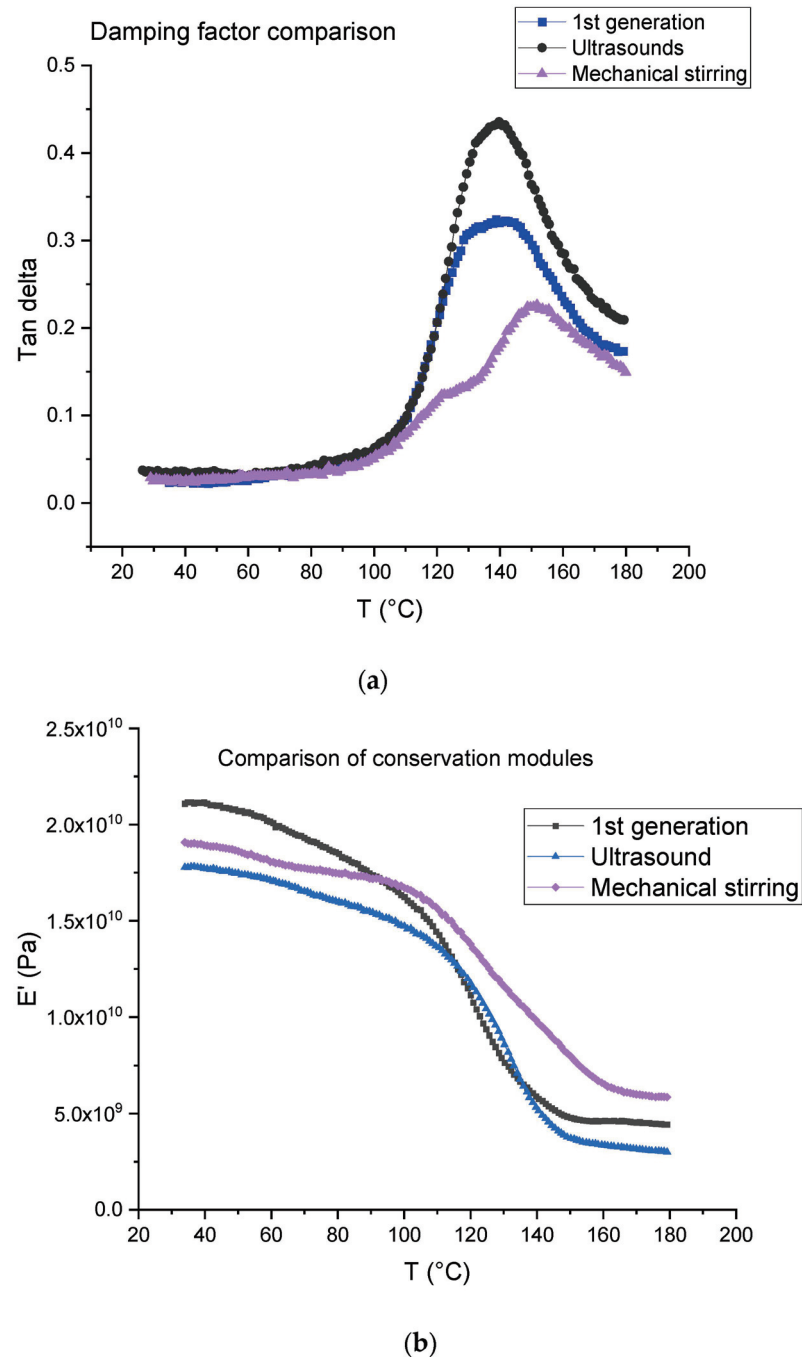 Damping factor comparison
1st generation
Ultrasounds
Mechanical stirring
0.5
0.4
0.3
0.2
0.1
0.0
Tan delta
20 40 60 80 100 120 140 160 180 200
T (°C)
(a)
2.5x10¹⁰
2.0x10¹⁰
1.5x10¹⁰
1.0x10¹⁰
5.0x10⁹
0.0
E' (Pa)
Comparison of conservation modules
1st generation
Ultrasound
Mechanical stirring
20 40 60 80 100 120 140 160 180 200
T (°C)
(b)